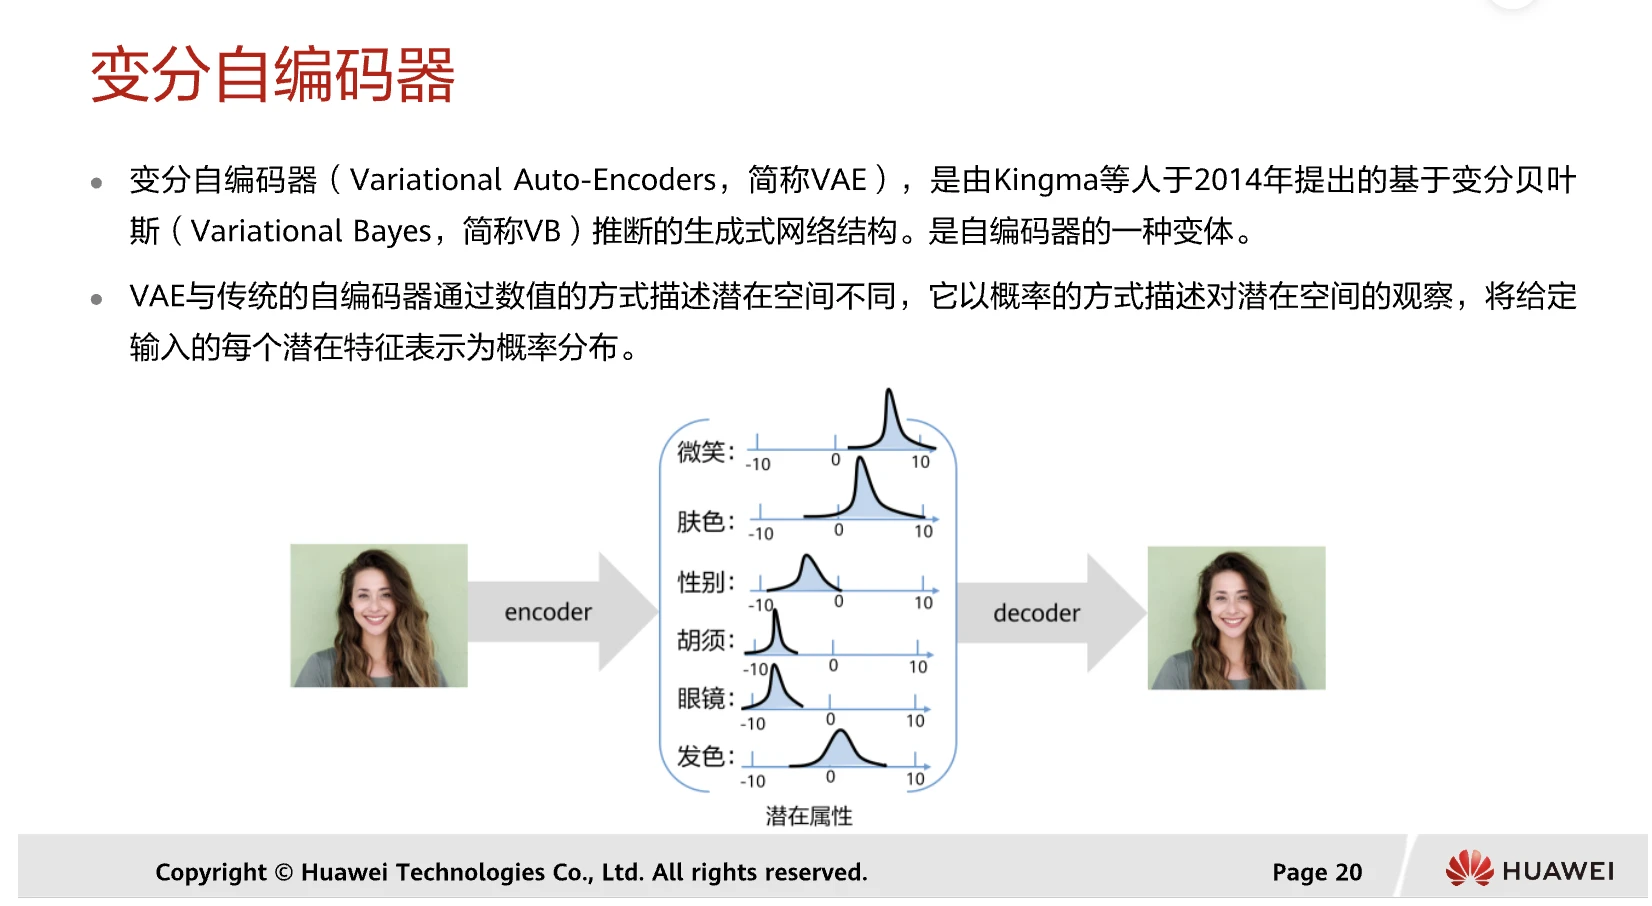 变分自编码器
变分自编码器（Variational Auto-Encoders，简称VAE），是由Kingma等人于2014年提出的基于变分贝叶
斯（Variational Bayes，简称VB）推断的生成式网络结构。是自编码器的一种变体。
VAE与传统的自编码器通过数值的方式描述潜在空间不同，它以概率的方式描述对潜在空间的观察，将给定
输入的每个潜在特征表示为概率分布。
微笑：
-10 0 10
肤色：
-10 0 10
性别：
-10 0 10
胡须：
-10 0 10
眼镜：
-10 0 10
发色：
-10 0 10
encoder
decoder
潜在属性
Copyright © Huawei Technologies Co., Ltd. All rights reserved.
Page 20
HUAWEI